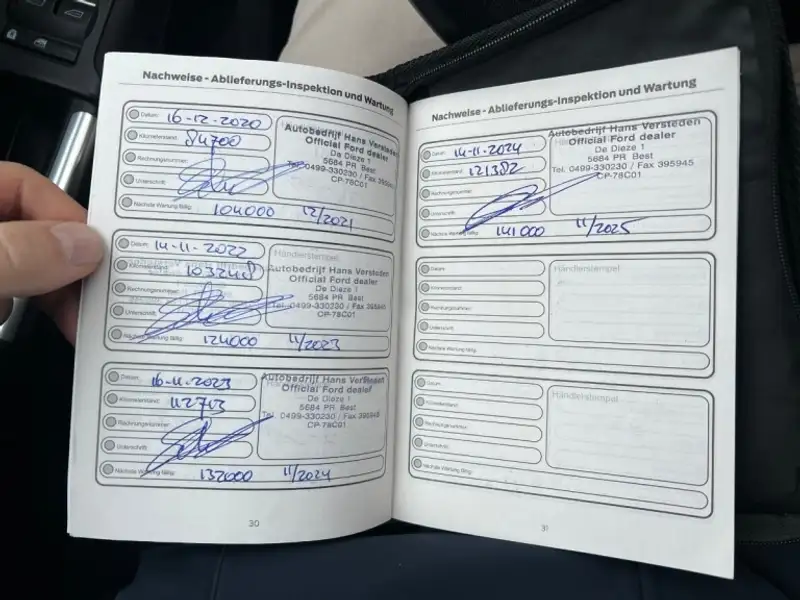 Nachweise - Ablieferungs-Inspektion und Wartung
Datum: 16-12-2020
Kilometerstand: 84700
Rechnungsnummer:
Unterschrift:
Nächste Wartung fällig: 104000 12/2021
Autobedrijf Hans Versteden
Official Ford dealer
De Dieze 1
5684 PR Best
Tel. 0499-330230 / Fax 395945
CP-78C01
Datum: 14-11-2022
Kilometerstand: 103248
Rechnungsnummer:
Unterschrift:
Nächste Wartung fällig: 124000 11/2023
Händlerstempel
Autobedrijf Hans Versteden
Official Ford dealer
De Dieze 1
5684 PR Best
Tel. 0499-330230 / Fax 395945
CP-78C01
Datum: 16-11-2023
Kilometerstand: 112713
Rechnungsnummer:
Unterschrift:
Nächste Wartung fällig: 132000 11/2024
Autobedrijf Hans Versteden
Official Ford dealer
De Dieze 1
5684 PR Best
Tel. 0499-330230 / Fax 395945
CP-78C01
30
Nachweise - Ablieferungs-Inspektion und Wartung
Datum: 14-11-2024
Kilometerstand: 121382
Rechnungsnummer:
Unterschrift:
Nächste Wartung fällig: 141000 11/2025
Autobedrijf Hans Versteden
Official Ford dealer
De Dieze 1
5684 PR Best
Tel. 0499-330230 / Fax 395945
CP-78C01
Datum:
Kilometerstand:
Rechnungsnummer:
Unterschrift:
Nächste Wartung fällig:
Händlerstempel
Datum:
Kilometerstand:
Rechnungsnummer:
Unterschrift:
Nächste Wartung fällig:
Händlerstempel
31